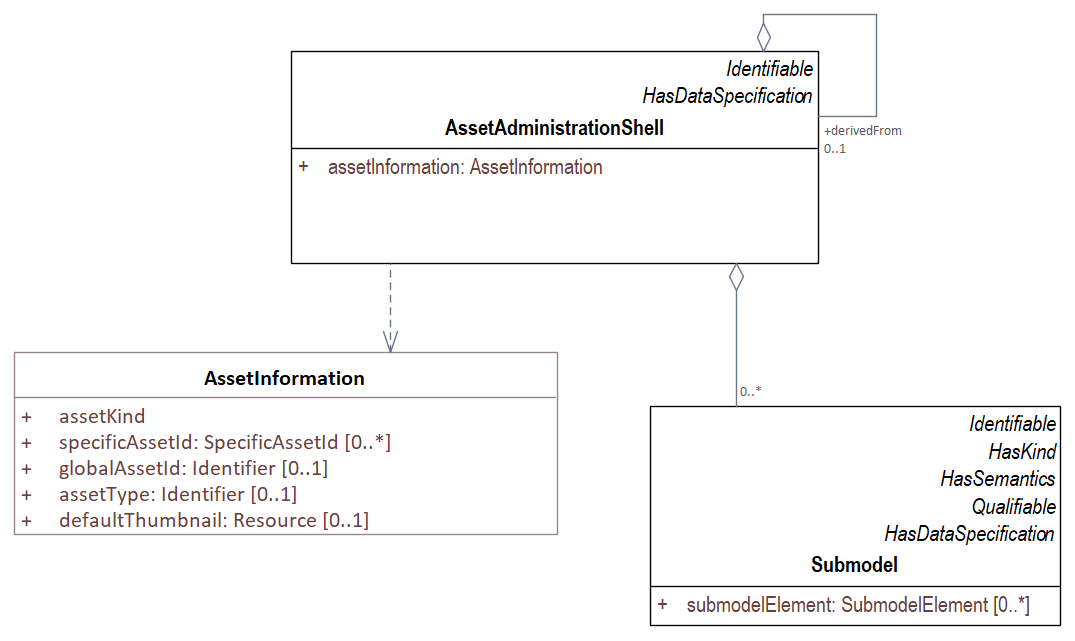 Identifiable
HasDataSpecification
AssetAdministrationShell
+derivedFrom
0..1
+ assetInformation: AssetInformation
0..*
AssetInformation
+ assetKind
+ specificAssetId: SpecificAssetId [0..*]
+ globalAssetId: Identifier [0..1]
+ assetType: Identifier [0..1]
+ defaultThumbnail: Resource [0..1]
Identifiable
HasKind
HasSemantics
Qualifiable
HasDataSpecification
Submodel
+ submodelElement: SubmodelElement [0..*]